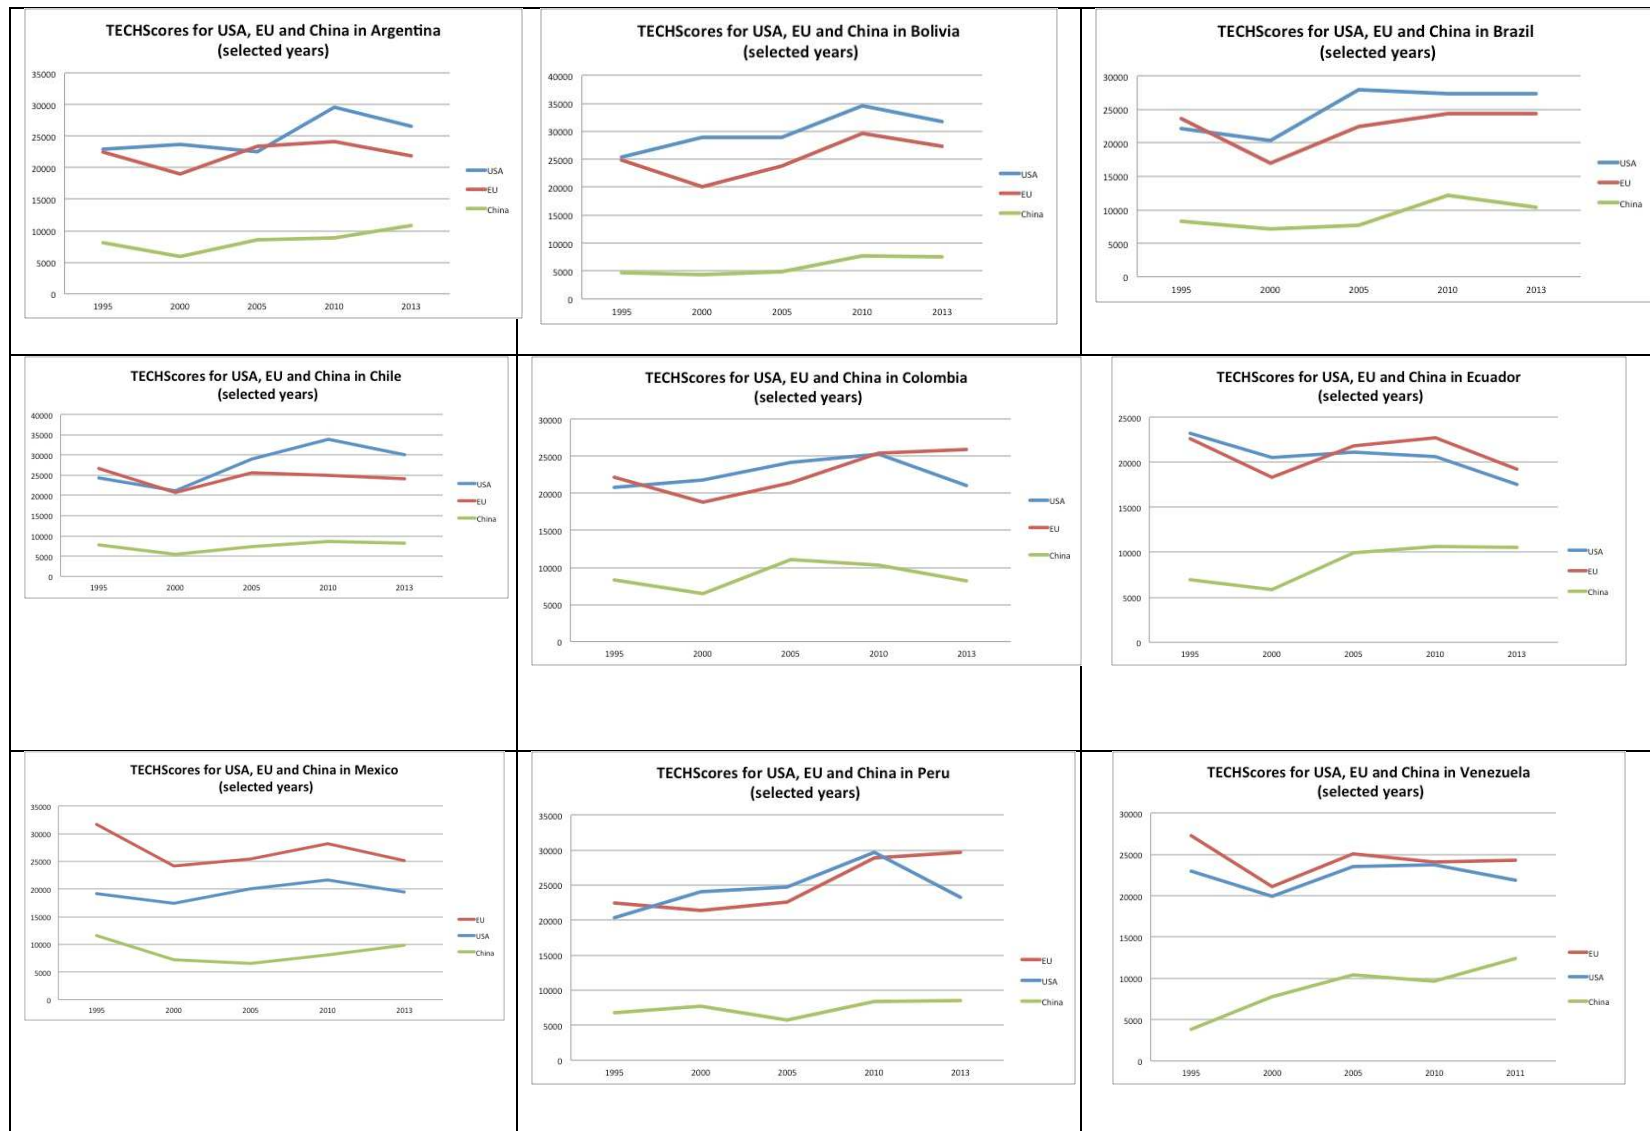 TECHScores for USA, EU and China in Argentina
(selected years)
35000
30000
25000
20000
15000
10000
5000
0
1995 2000 2005 2010 2013
USA
EU
China
TECHScores for USA, EU and China in Bolivia
(selected years)
40000
35000
30000
25000
20000
15000
10000
5000
0
1995 2000 2005 2010 2013
USA
EU
China
TECHScores for USA, EU and China in Brazil
(selected years)
30000
25000
20000
15000
10000
5000
0
1995 2000 2005 2010 2013
USA
EU
China
TECHScores for USA, EU and China in Chile
(selected years)
40000
35000
30000
25000
20000
15000
10000
5000
0
1995 2000 2005 2010 2013
USA
EU
China
TECHScores for USA, EU and China in Colombia
(selected years)
30000
25000
20000
15000
10000
5000
0
1995 2000 2005 2010 2013
USA
EU
China
TECHScores for USA, EU and China in Ecuador
(selected years)
25000
20000
15000
10000
5000
0
1995 2000 2005 2010 2013
USA
EU
China
TECHScores for USA, EU and China in Mexico
(selected years)
35000
30000
25000
20000
15000
10000
5000
0
1995 2000 2005 2010 2013
EU
USA
China
TECHScores for USA, EU and China in Peru
(selected years)
35000
30000
25000
20000
15000
10000
5000
0
1995 2000 2005 2010 2013
EU
USA
China
TECHScores for USA, EU and China in Venezuela
(selected years)
30000
25000
20000
15000
10000
5000
0
1995 2000 2005 2010 2011
EU
USA
China